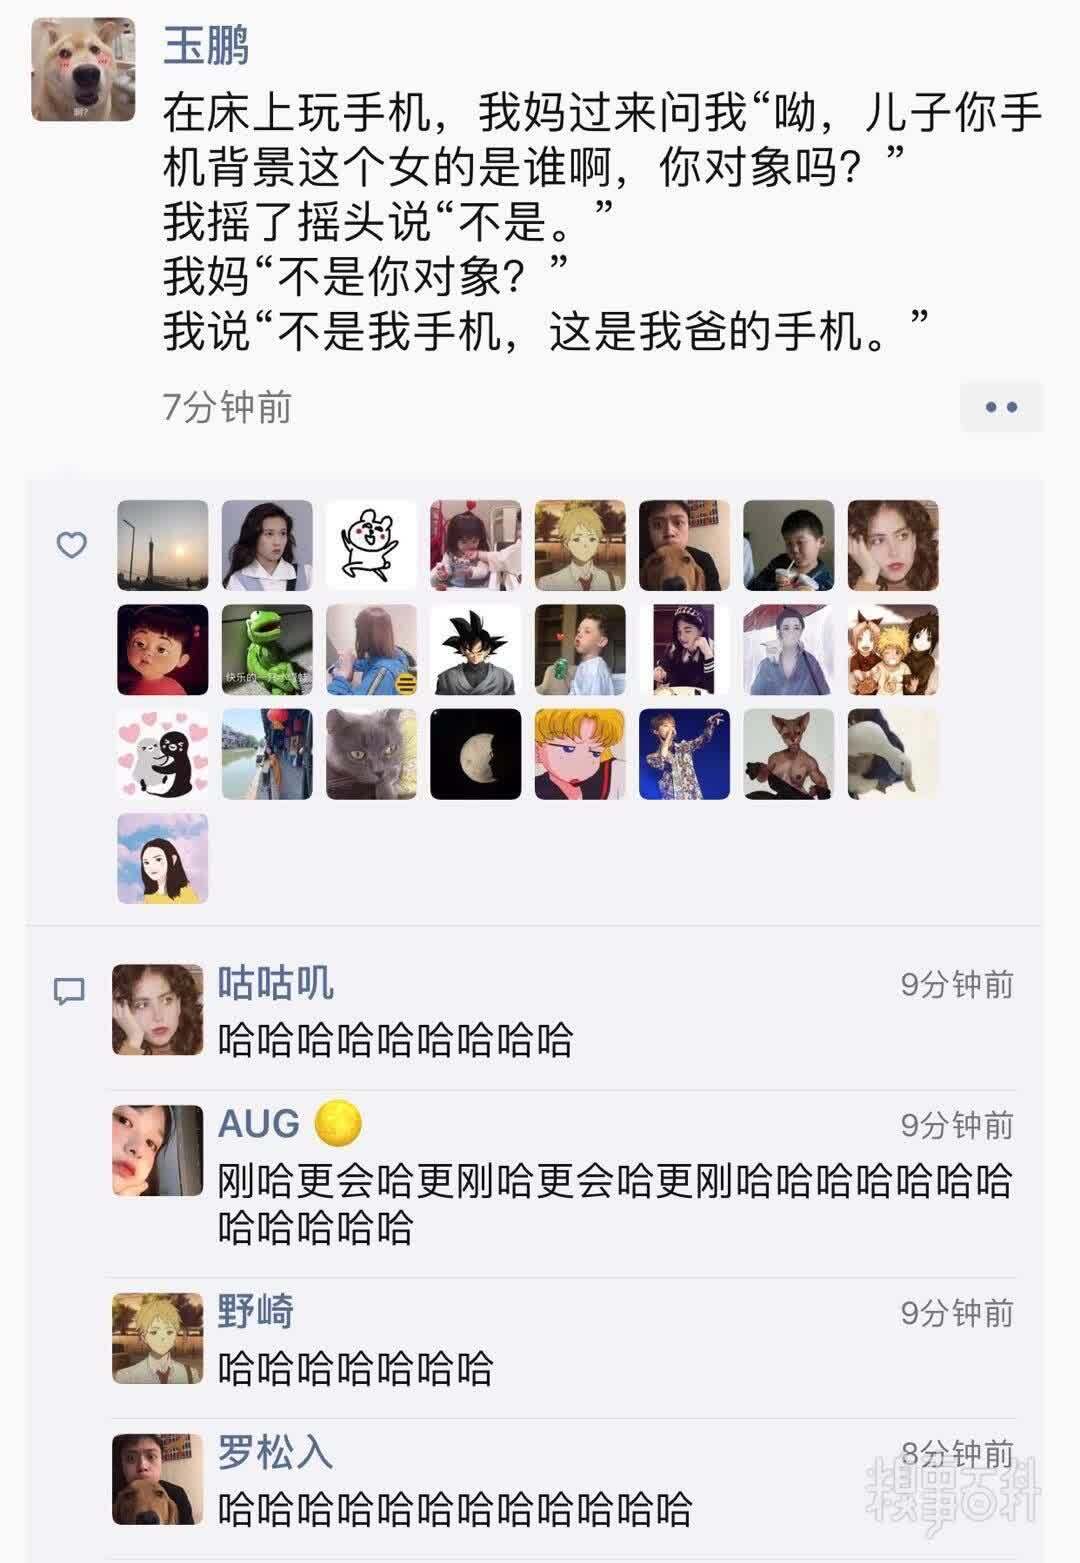 玉鹏
在床上玩手机，我妈过来问我“呦，儿子你手
机背景这个女的是谁啊，你对象吗？”
我摇了摇头说“不是。”
我妈“不是你对象？”
我说“不是我手机，这是我爸的手机。”
7分钟前
咕咕叽
9分钟前
哈哈哈哈哈哈哈哈哈
AUG
9分钟前
刚哈更会哈更刚哈更会哈更刚哈哈哈哈哈哈哈
哈哈哈哈哈
野崎
9分钟前
哈哈哈哈哈哈哈
罗松入
8分钟前
哈哈哈哈哈哈哈哈哈哈哈哈
糗事百科